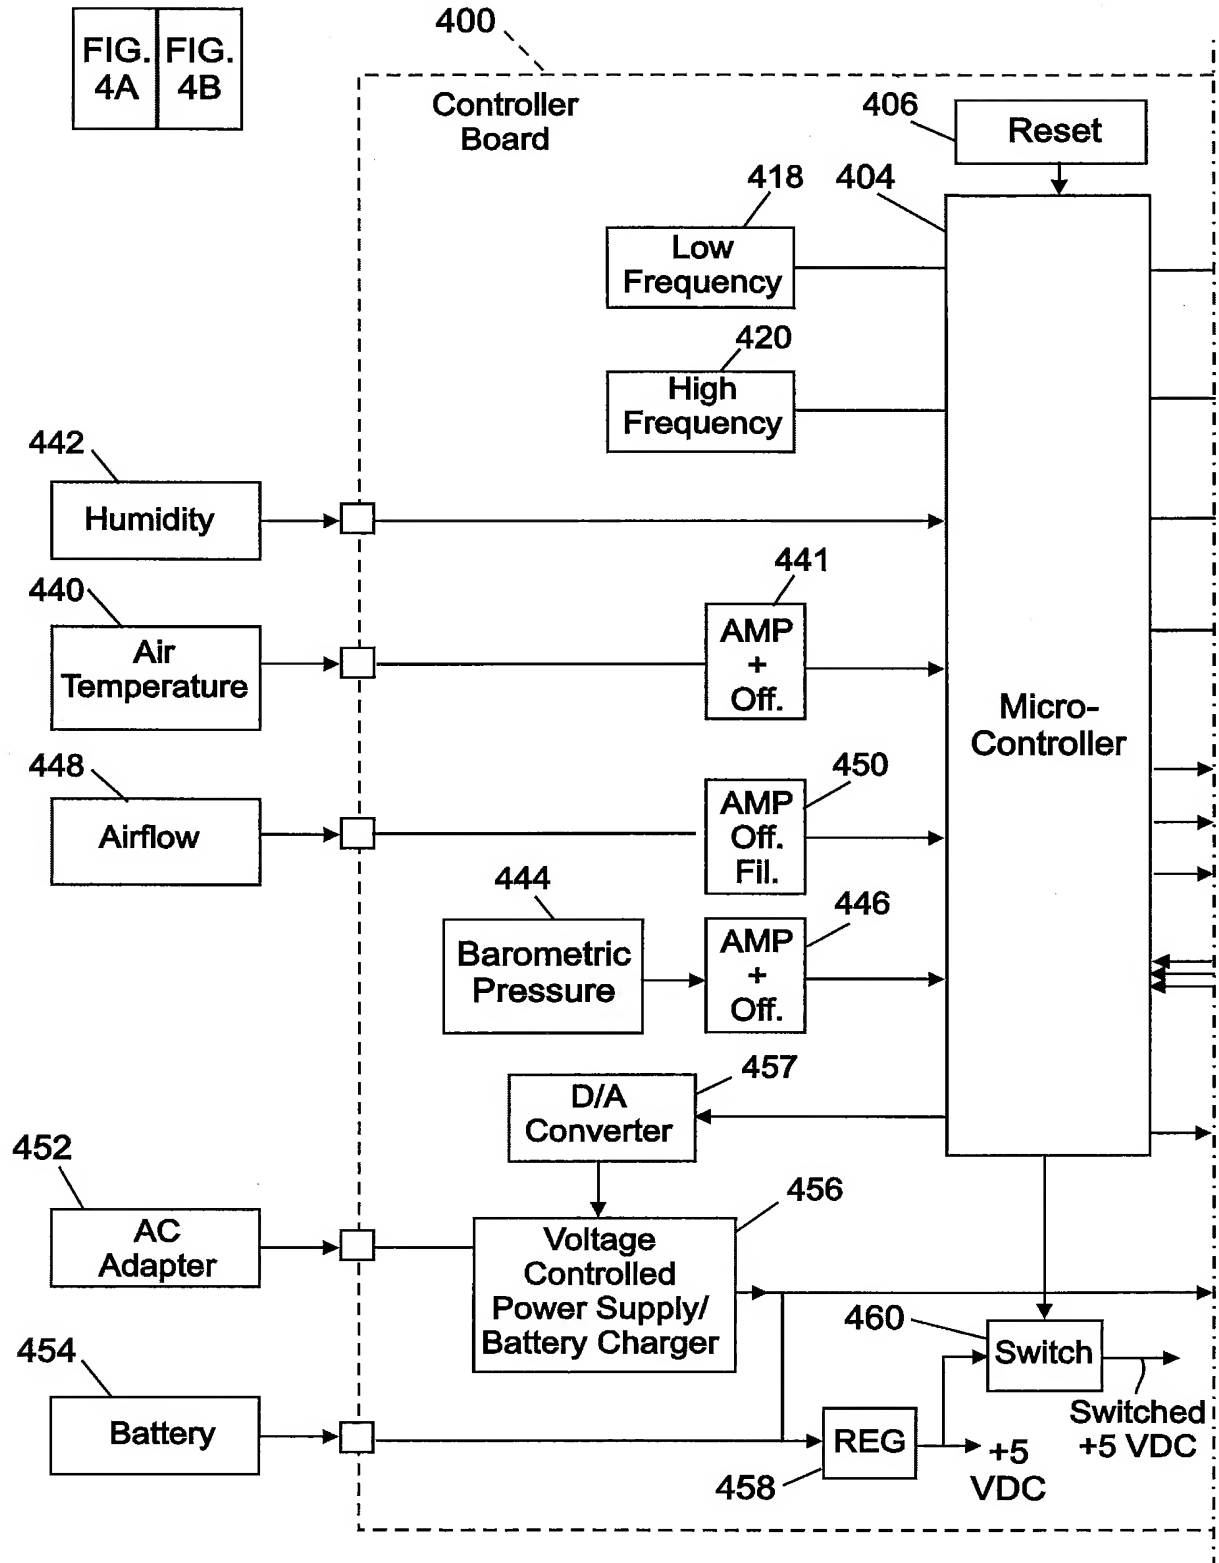 FIG. 4A
FIG. 4B
400
Controller
Board
406
Reset
418
404
Low
Frequency
420
High
Frequency
442
Humidity
440
Air
Temperature
441
AMP
+
Off.
Micro-
Controller
448
Airflow
450
AMP
Off.
Fil.
444
Barometric
Pressure
446
AMP
+
Off.
457
D/A
Converter
452
AC
Adapter
456
Voltage
Controlled
Power Supply/
Battery Charger
460
Switch
454
Battery
Switched
+5 VDC
REG
458
+5
VDC